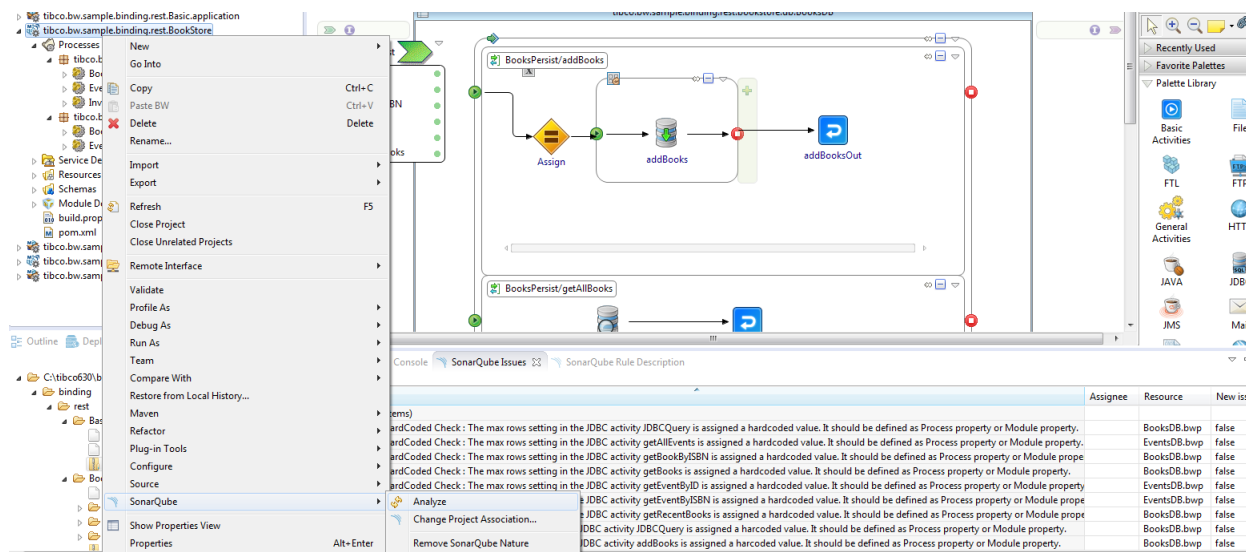 tibco.bw.sample.binding.rest.Basic.application
tibco.bw.sample.binding.rest.BookStore
Processes
tibco.b
Bo
Eve
Inv
tibco.b
Bo
Eve
Service De
Resources
Schemas
Module D
build.prop
pom.xml
tibco.bw.sam
tibco.bw.sam
tibco.bw.samp
Outline Depl
C:\tibco630\b
binding
rest
Bas
Boo
New
Go Into
Copy Ctrl+C
Paste BW Ctrl+V
Delete Delete
Rename...
Import
Export
Refresh F5
Close Project
Close Unrelated Projects
Remote Interface
Validate
Profile As
Debug As
Run As
Team
Compare With
Restore from Local History...
Maven
Refactor
Plug-in Tools
Configure
Source
SonarQube
Show Properties View
Properties Alt+Enter
Analyze
Change Project Association...
Remove SonarQube Nature
tibco.bw.sample.binding.rest.bookstore.db.BooksDB
st
BN
oks
BooksPersist/addBooks
A
Assign
addBooks
addBooksOut
BooksPersist/getAllBooks
Recently Used
Favorite Palettes
Palette Library
Basic Activities
File
FTL
FTP
General Activities
HTT
JAVA
JDB
JMS
Mai
Console SonarQube Issues SonarQube Rule Description
Assignee Resource New iss
tems)
ardCoded Check : The max rows setting in the JDBC activity JDBCQuery is assigned a hardcoded value. It should be defined as Process property or Module property. BooksDB.bwp false
ardCoded Check : The max rows setting in the JDBC activity getAllEvents is assigned a hardcoded value. It should be defined as Process property or Module property. EventsDB.bwp false
ardCoded Check : The max rows setting in the JDBC activity getBookByISBN is assigned a hardcoded value. It should be defined as Process property or Module prope BooksDB.bwp false
ardCoded Check : The max rows setting in the JDBC activity getBooks is assigned a hardcoded value. It should be defined as Process property or Module property. BooksDB.bwp false
ardCoded Check : The max rows setting in the JDBC activity getEventByID is assigned a hardcoded value. It should be defined as Process property or Module property EventsDB.bwp false
e JDBC activity getEventByISBN is assigned a hardcoded value. It should be defined as Process property or Module prope EventsDB.bwp false
e JDBC activity getRecentBooks is assigned a hardcoded value. It should be defined as Process property or Module prope BooksDB.bwp false
JDBC activity JDBCQuery is assigned a harcoded value. It should be defined as Process property or Module property. BooksDB.bwp false
JDBC activity addBooks is assigned a harcoded value. It should be defined as Process property or Module property. BooksDB.bwp false